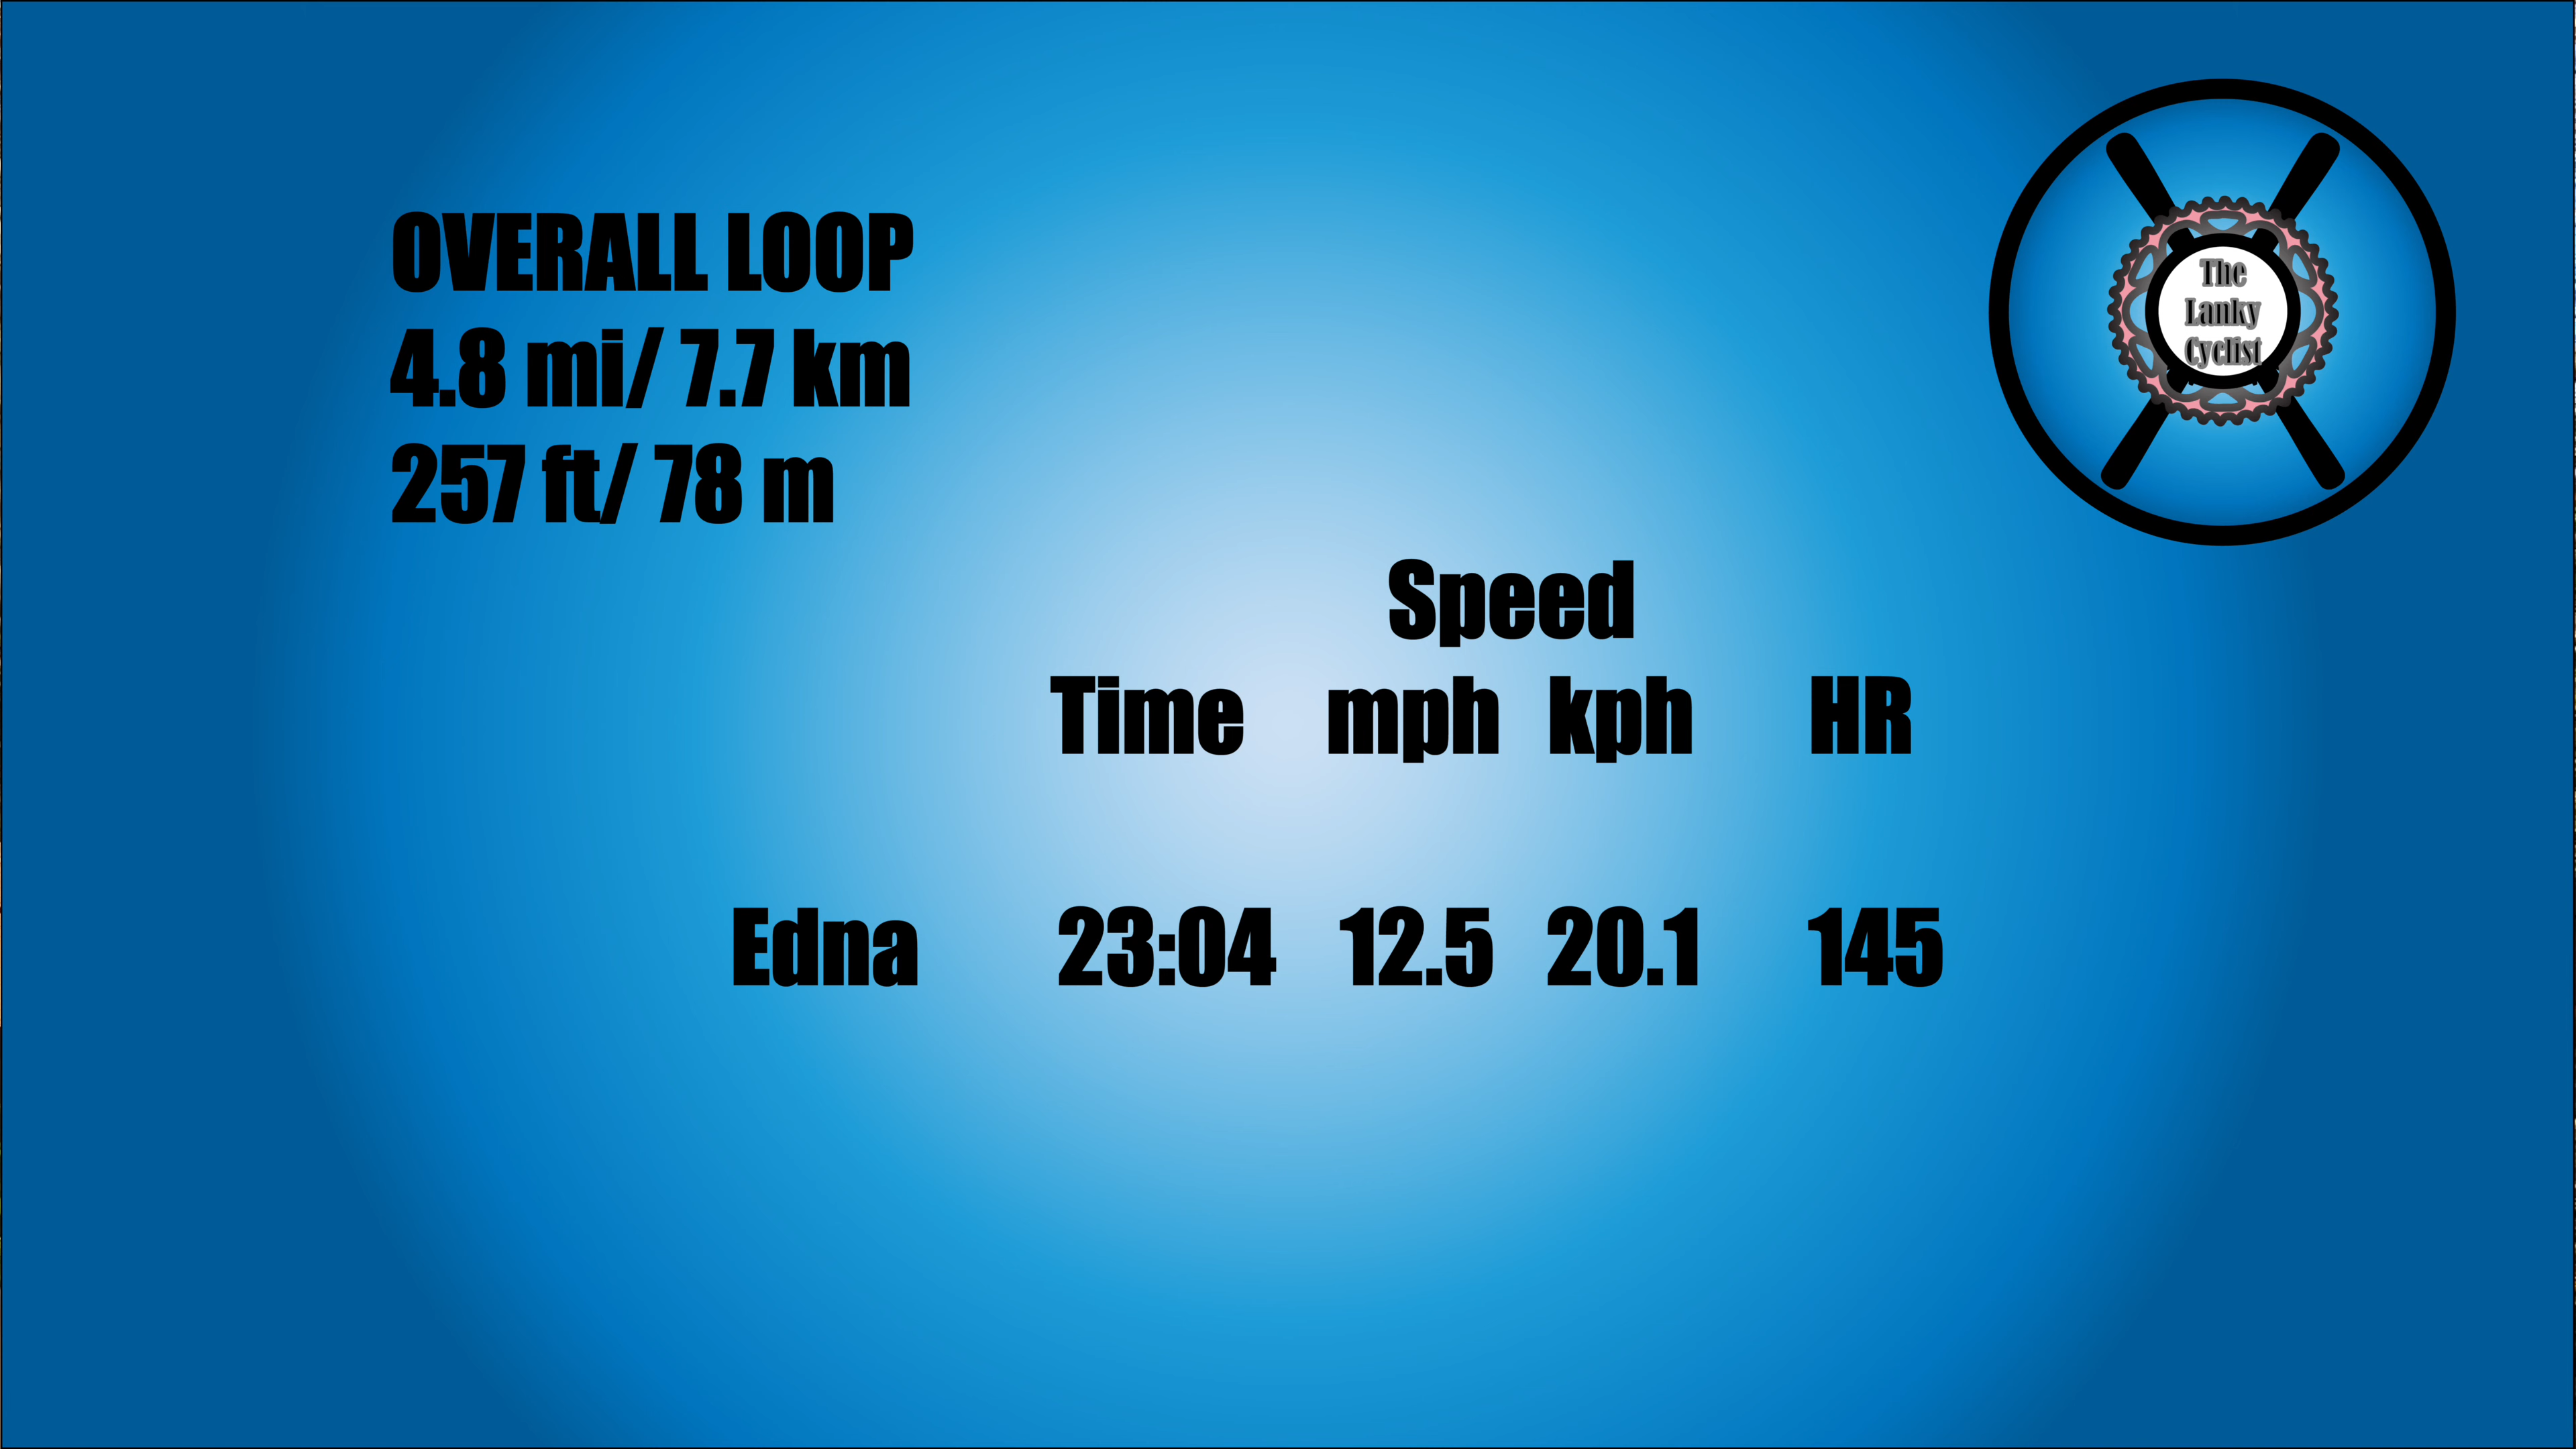 OVERALL LOOP
4.8 mi/ 7.7 km
257 ft/ 78 m
The
Lanky
Cyclist
Speed
Time mph kph HR
Edna 23:04 12.5 20.1 145